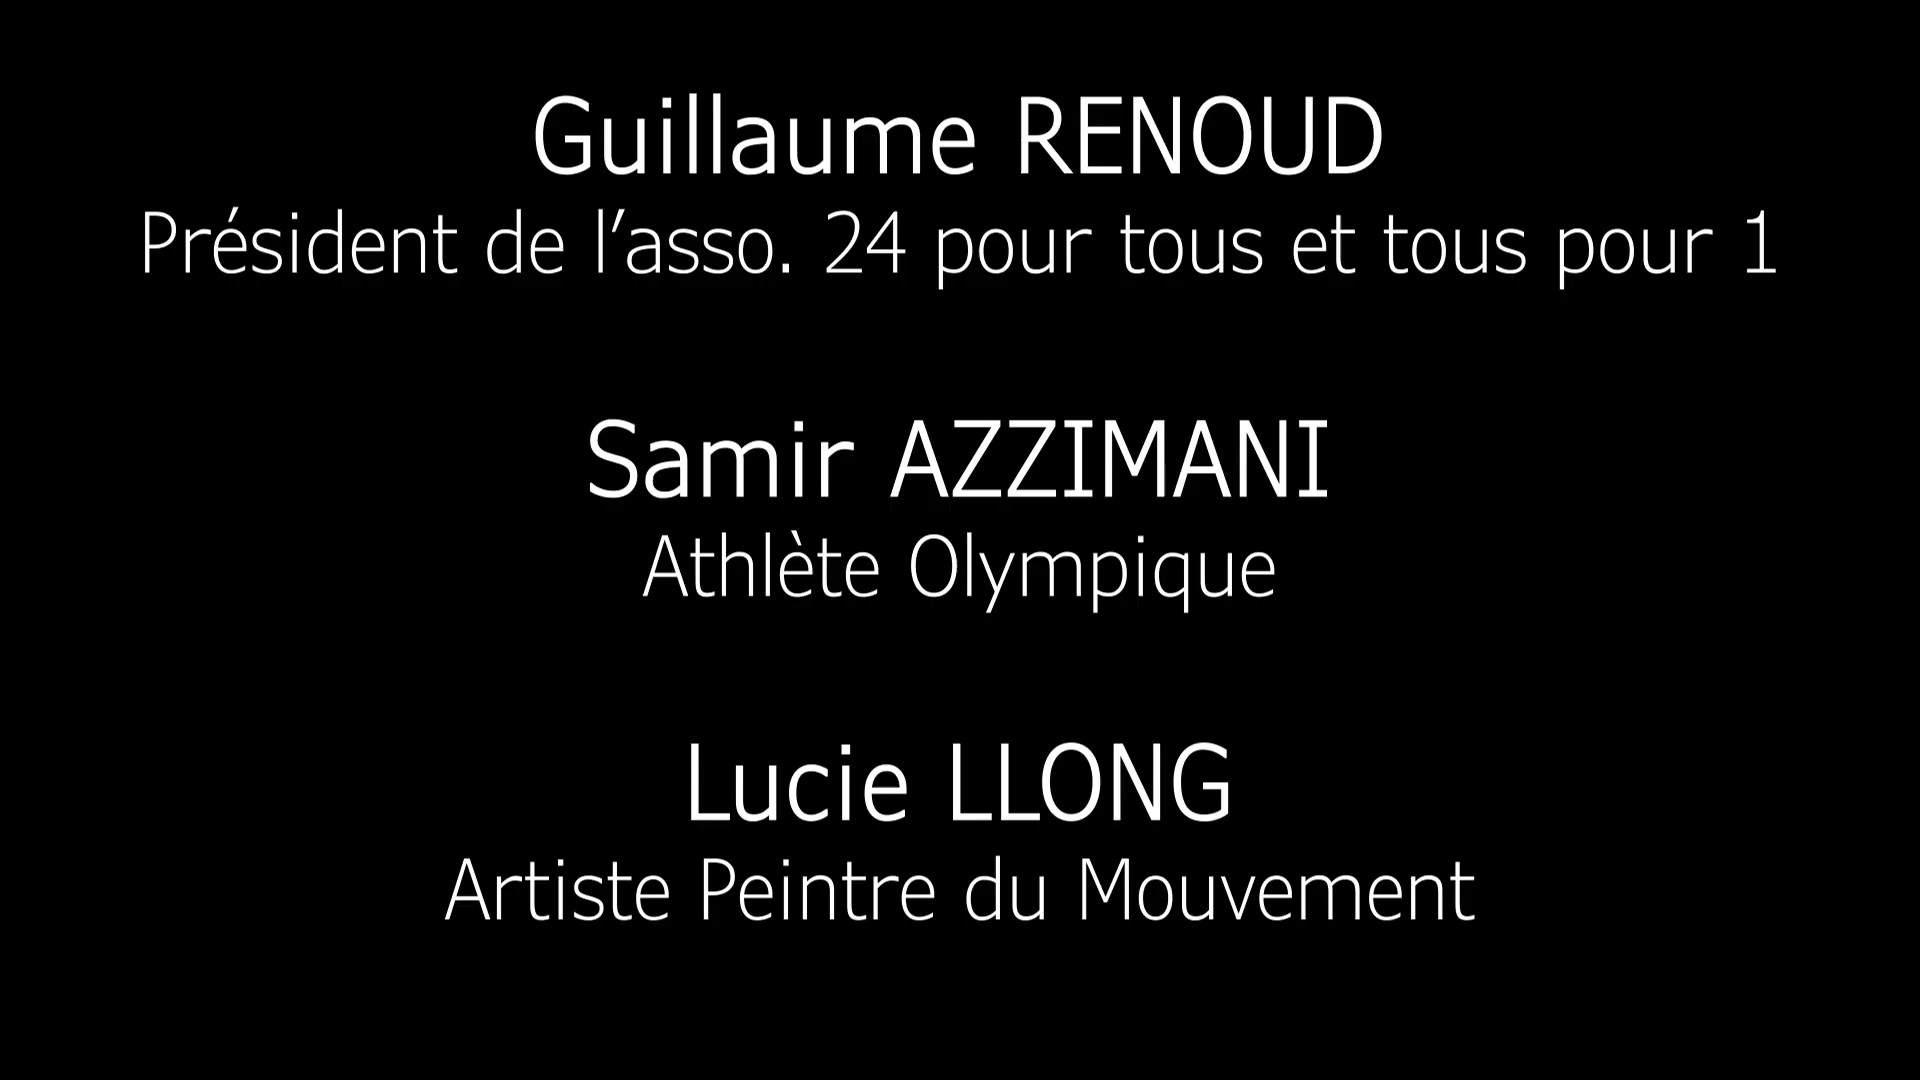 Guillaume RENOUD
Président de l’asso. 24 pour tous et tous pour 1
Samir AZZIMANI
Athlète Olympique
Lucie LLONG
Artiste Peintre du Mouvement